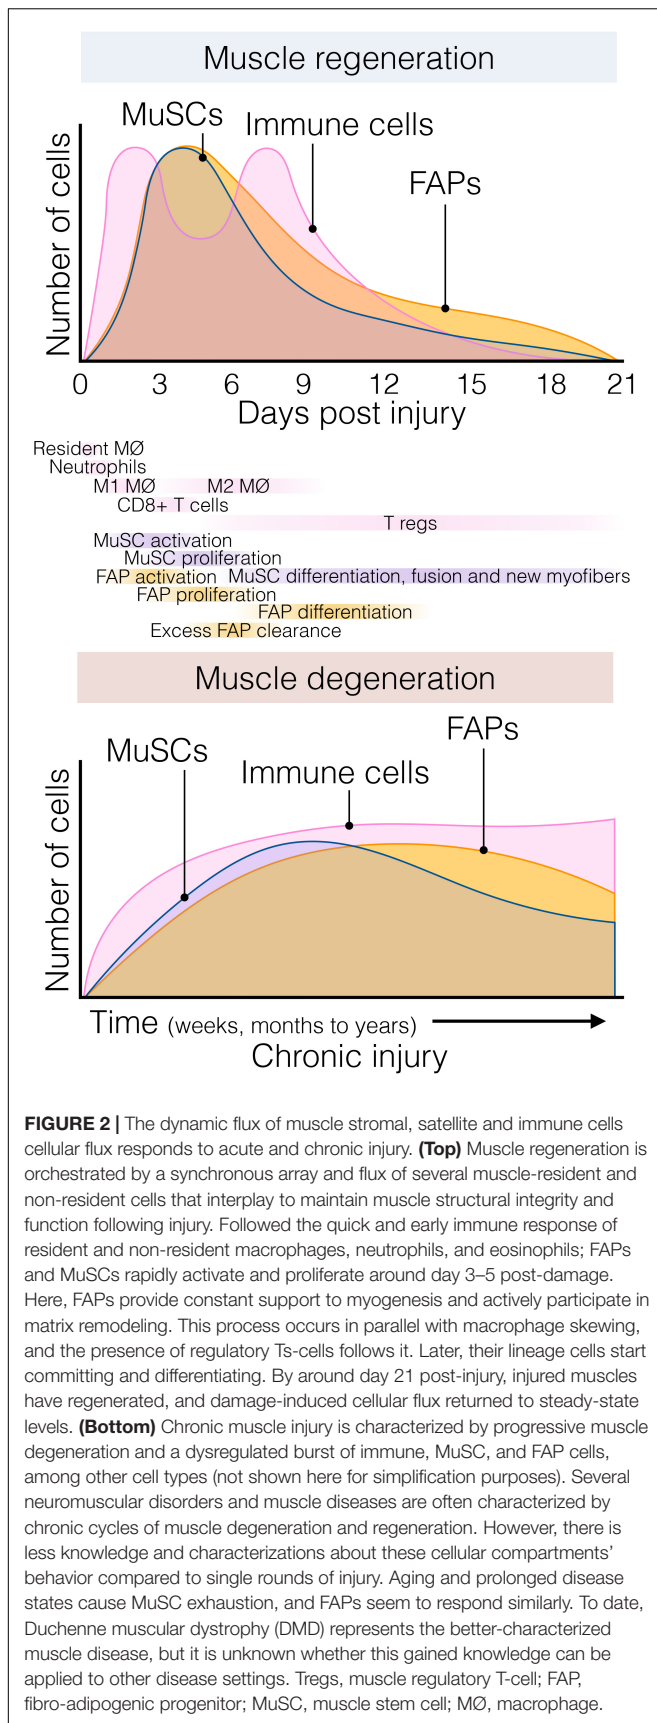 Muscle regeneration
MuSCs
Immune cells
FAPs
Number of cells
0 3 6 9 12 15 18 21
Days post injury
Resident MØ
Neutrophils
M1 MØ M2 MØ
CD8+ T cells
T regs
MuSC activation
MuSC proliferation
FAP activation MuSC differentiation, fusion and new myofibers
FAP proliferation
FAP differentiation
Excess FAP clearance
Muscle degeneration
FAPs
MuSCs
Immune cells
Number of cells
Time (weeks, months to years)
Chronic injury
FIGURE 2 | The dynamic flux of muscle stromal, satellite and immune cells
cellular flux responds to acute and chronic injury. (Top) Muscle regeneration is
orchestrated by a synchronous array and flux of several muscle-resident and
non-resident cells that interplay to maintain muscle structural integrity and
function following injury. Followed the quick and early immune response of
resident and non-resident macrophages, neutrophils, and eosinophils; FAPs
and MuSCs rapidly activate and proliferate around day 3–5 post-damage.
Here, FAPs provide constant support to myogenesis and actively participate in
matrix remodeling. This process occurs in parallel with macrophage skewing,
and the presence of regulatory Ts-cells follows it. Later, their lineage cells start
committing and differentiating. By around day 21 post-injury, injured muscles
have regenerated, and damage-induced cellular flux returned to steady-state
levels. (Bottom) Chronic muscle injury is characterized by progressive muscle
degeneration and a dysregulated burst of immune, MuSC, and FAP cells,
among other cell types (not shown here for simplification purposes). Several
neuromuscular disorders and muscle diseases are often characterized by
chronic cycles of muscle degeneration and regeneration. However, there is
less knowledge and characterizations about these cellular compartments’
behavior compared to single rounds of injury. Aging and prolonged disease
states cause MuSC exhaustion, and FAPs seem to respond similarly. To date,
Duchenne muscular dystrophy (DMD) represents the better-characterized
muscle disease, but it is unknown whether this gained knowledge can be
applied to other disease settings. Tregs, muscle regulatory T-cell; FAP,
fibro-adipogenic progenitor; MuSC, muscle stem cell; MØ, macrophage.